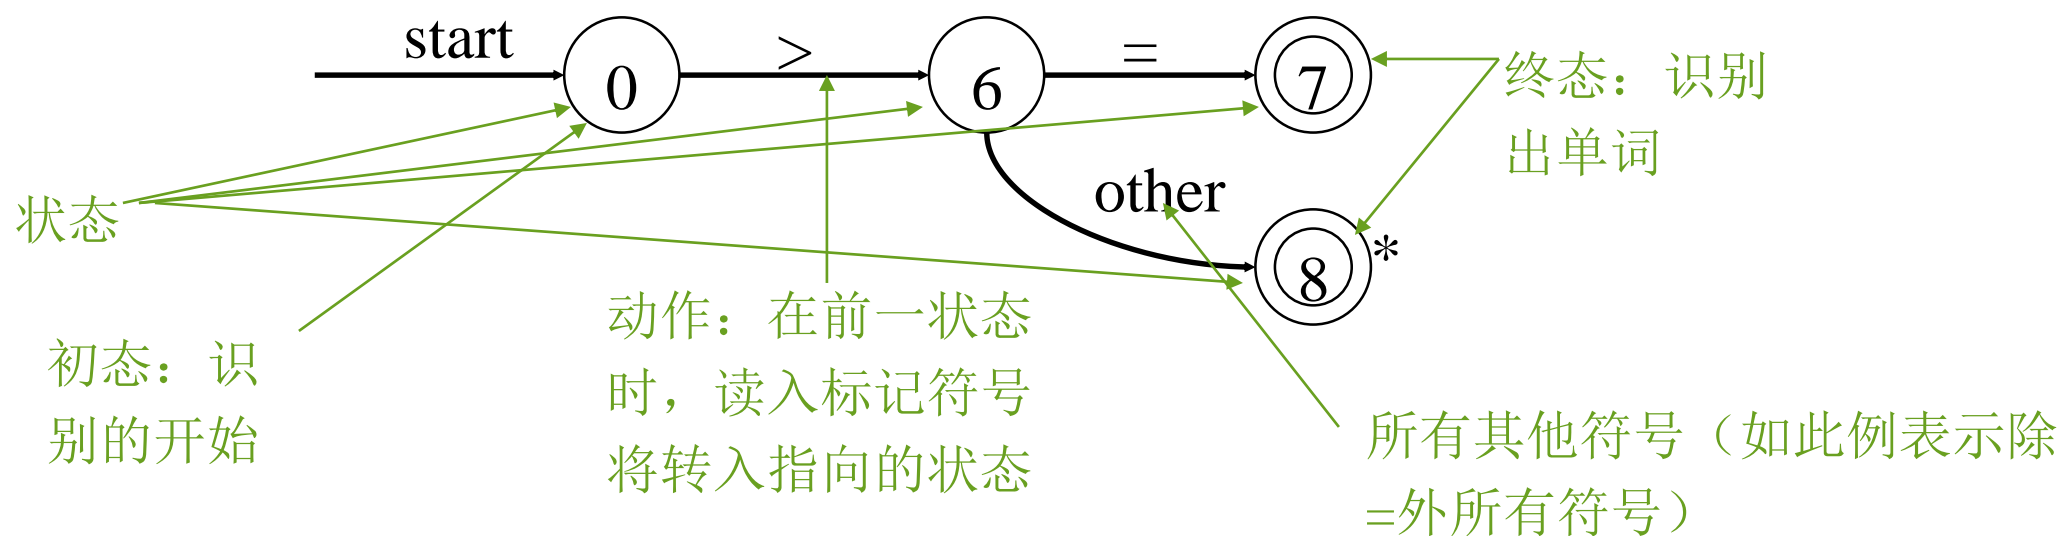 start
0
>
6
=
7
终态：识别
出单词
other
状态
8
*
动作：在前一状态
时，读入标记符号
将转入指向的状态
初态：识
别的开始
所有其他符号（如此例表示除
=外所有符号）